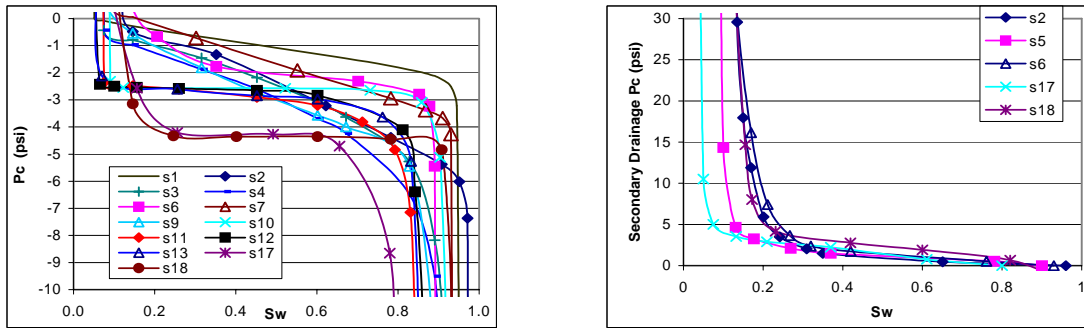 0
-1
-2
-3
-4
-5
-6
-7
-8
-9
-10
Pc (psi)
0.0 0.2 0.4 0.6 0.8 1.0
Sw
s1 s2
s3 s4
s6 s7
s9 s10
s11 s12
s13 s17
s18
30
25
20
15
10
5
0
Secondary Drainage Pc (psi)
0 0.2 0.4 0.6 0.8 1
Sw
s2
s5
s6
s17
s18